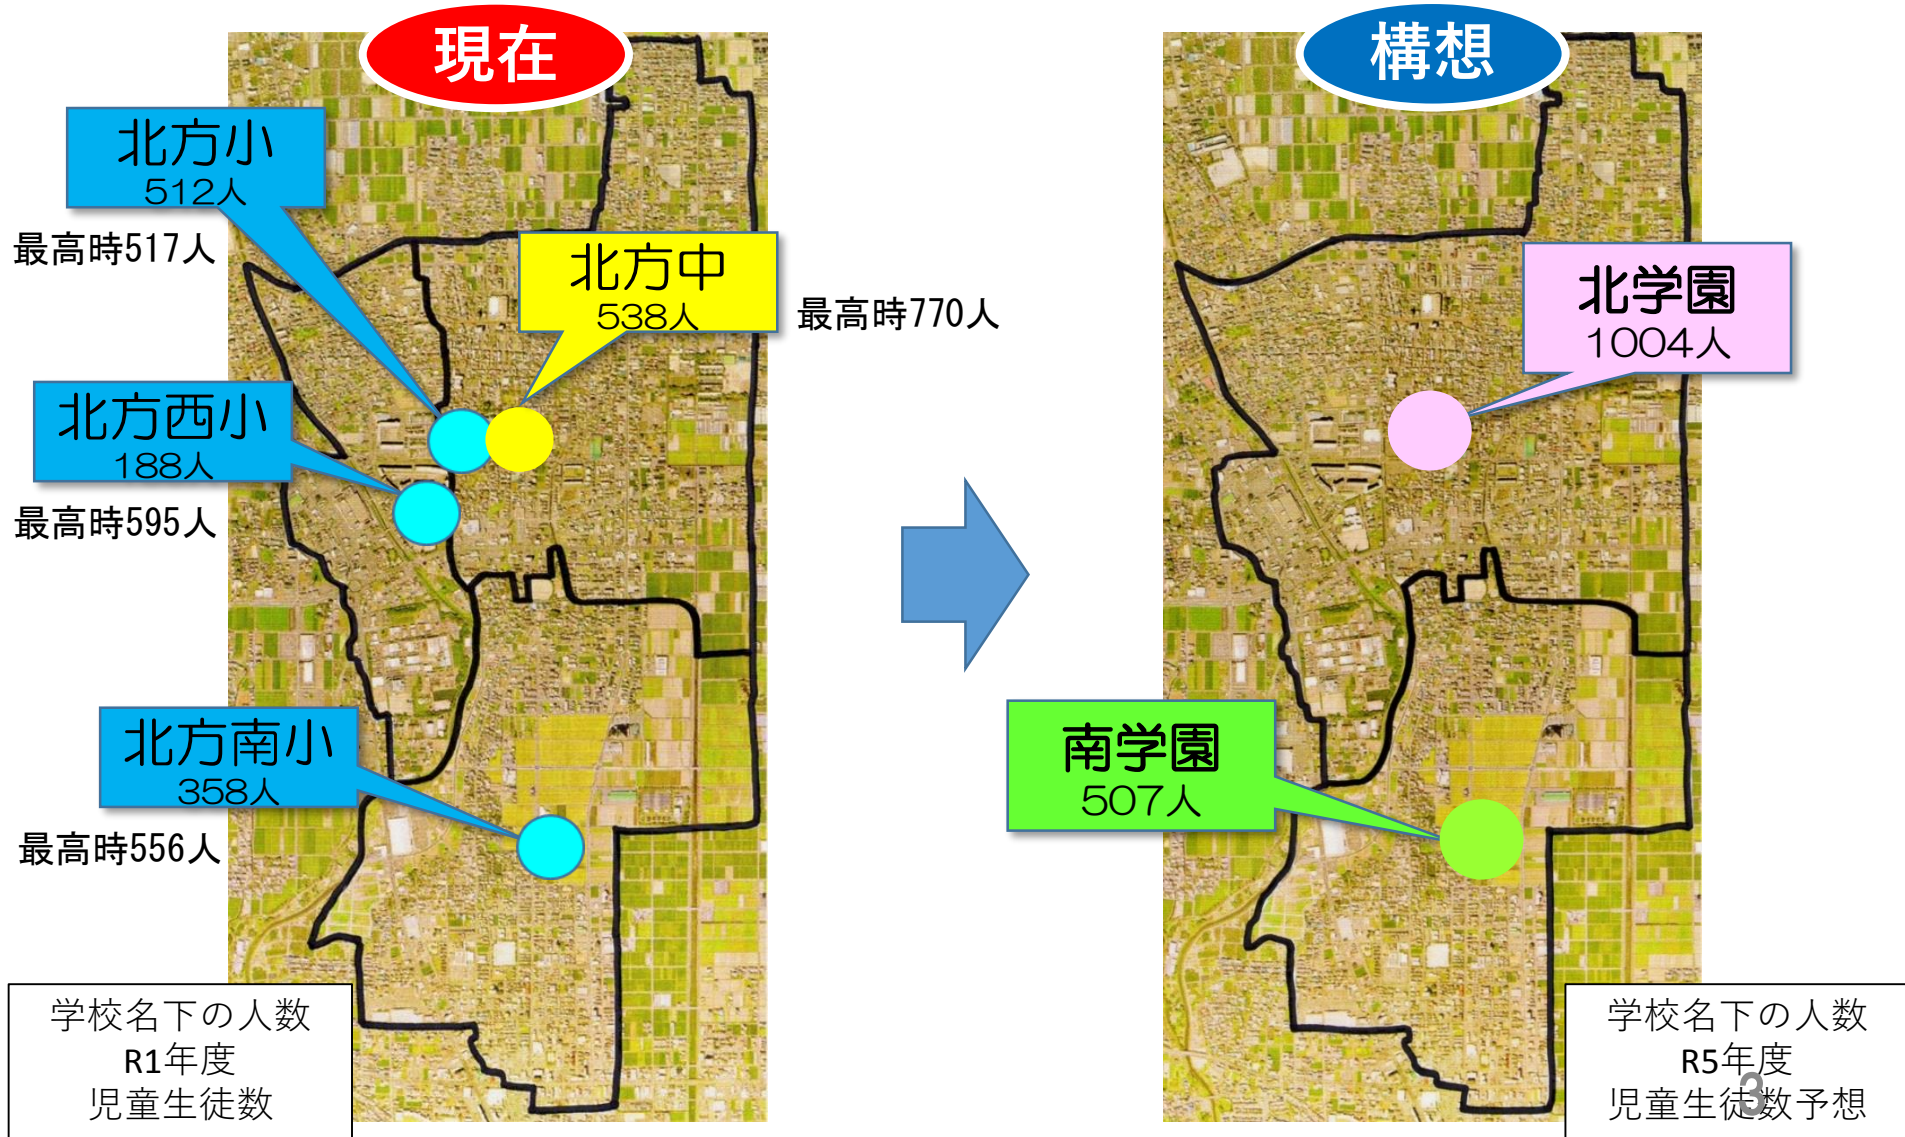 現在
北方小
512人
最高時517人
北方中
538人
最高時770人
北方西小
188人
最高時595人
北方南小
358人
最高時556人
学校名下の人数
R1年度
児童生徒数
構想
北学園
1004人
南学園
507人
学校名下の人数
R5年度
児童生徒数予想
3